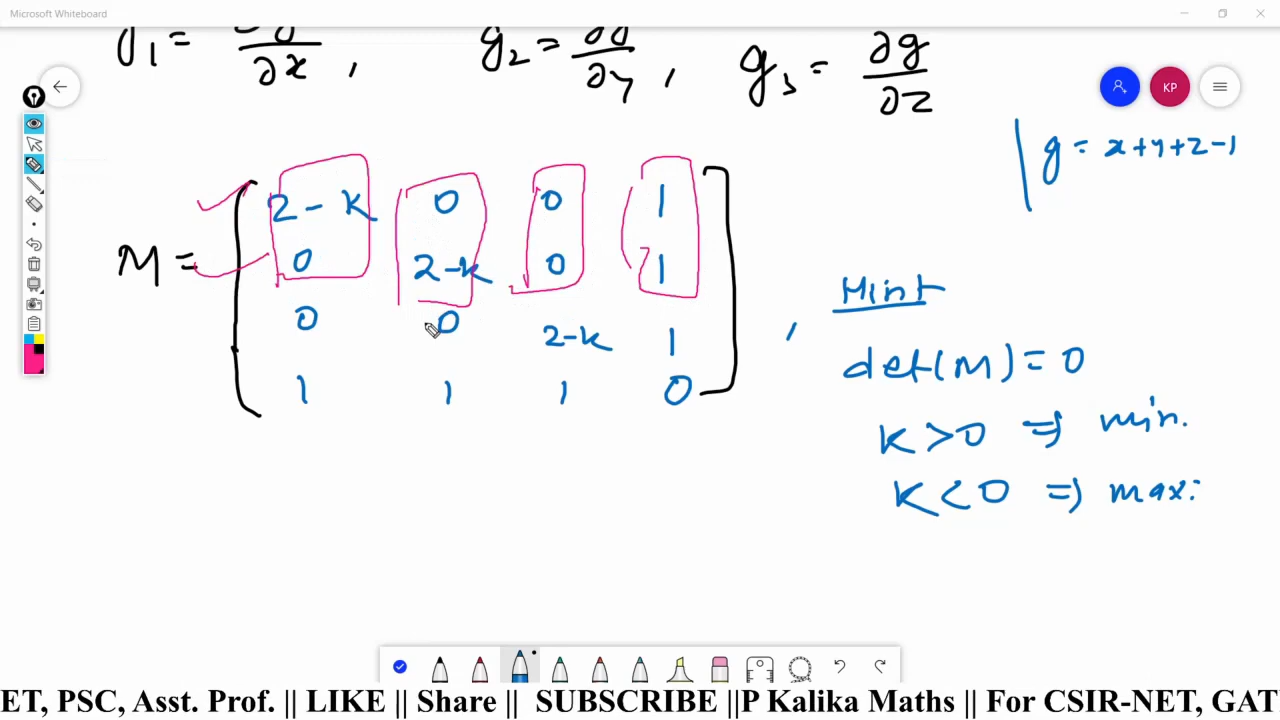 Microsoft Whiteboard
g₁ = ∂g/∂x , g₂ = ∂g/∂y , g₃ = ∂g/∂z
KP
g = x+y+z-1
M = [ 2-k 0 0 1
0 2-k 0 1
0 0 2-k 1
1 1 1 0 ] ,
Hint
det(M) = 0
k>0 ⇒ min.
k<0 ⇒ max:
ET, PSC, Asst. Prof. || LIKE || Share || SUBSCRIBE ||P Kalika Maths || For CSIR-NET, GAT